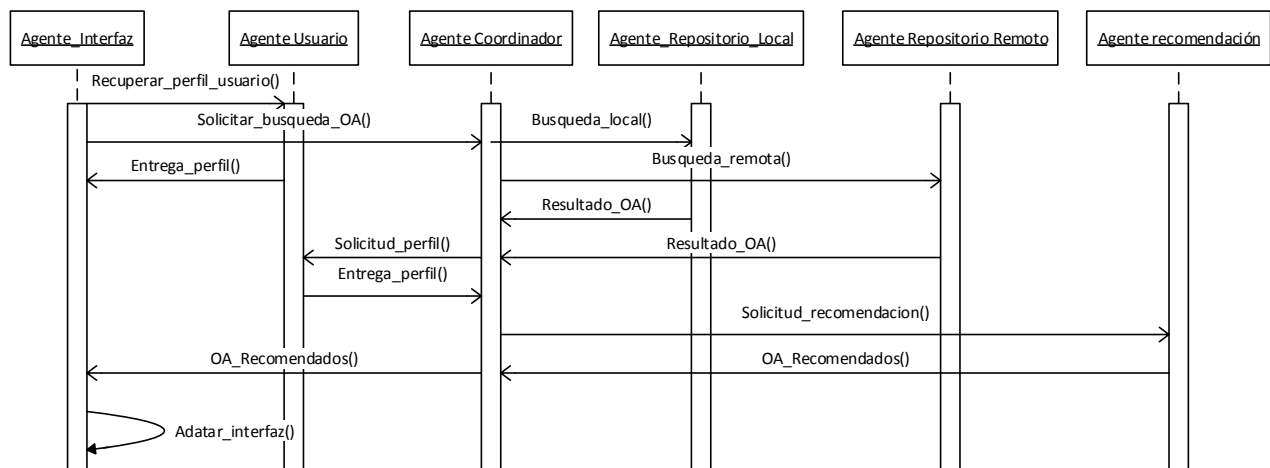 Agente_Interfaz
Agente Usuario
Agente Coordinador
Agente_Repositorio_Local
Agente Repositorio Remoto
Agente recomendación
Recuperar_perfil_usuario()
Solicitar_busqueda_OA()
Busqueda_local()
Entrega_perfil()
Busqueda_remota()
Resultado_OA()
Solicitud_perfil()
Resultado_OA()
Entrega_perfil()
Solicitud_recomendacion()
OA_Recomendados()
OA_Recomendados()
Adatar_interfaz()